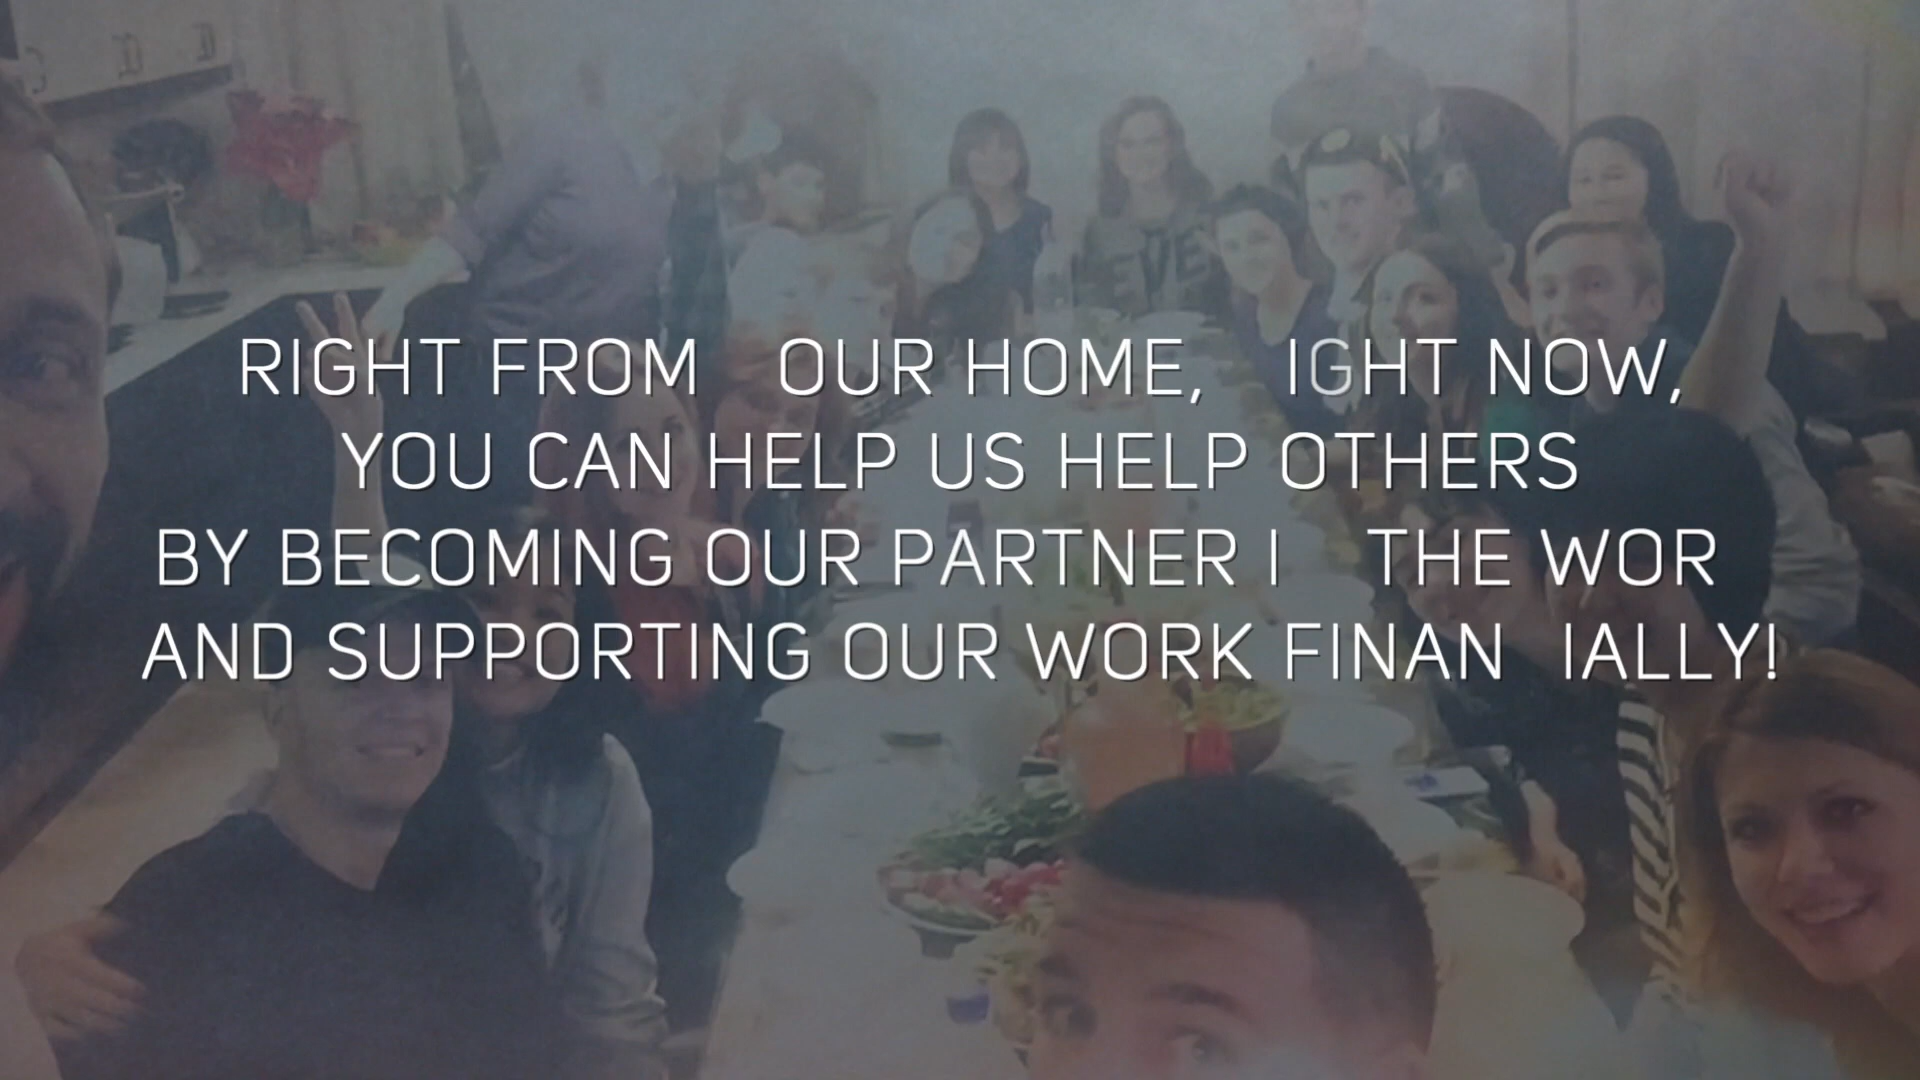 RIGHT FROM OUR HOME, IGHT NOW,
YOU CAN HELP US HELP OTHERS
BY BECOMING OUR PARTNER I THE WOR
AND SUPPORTING OUR WORK FINAN IALLY!